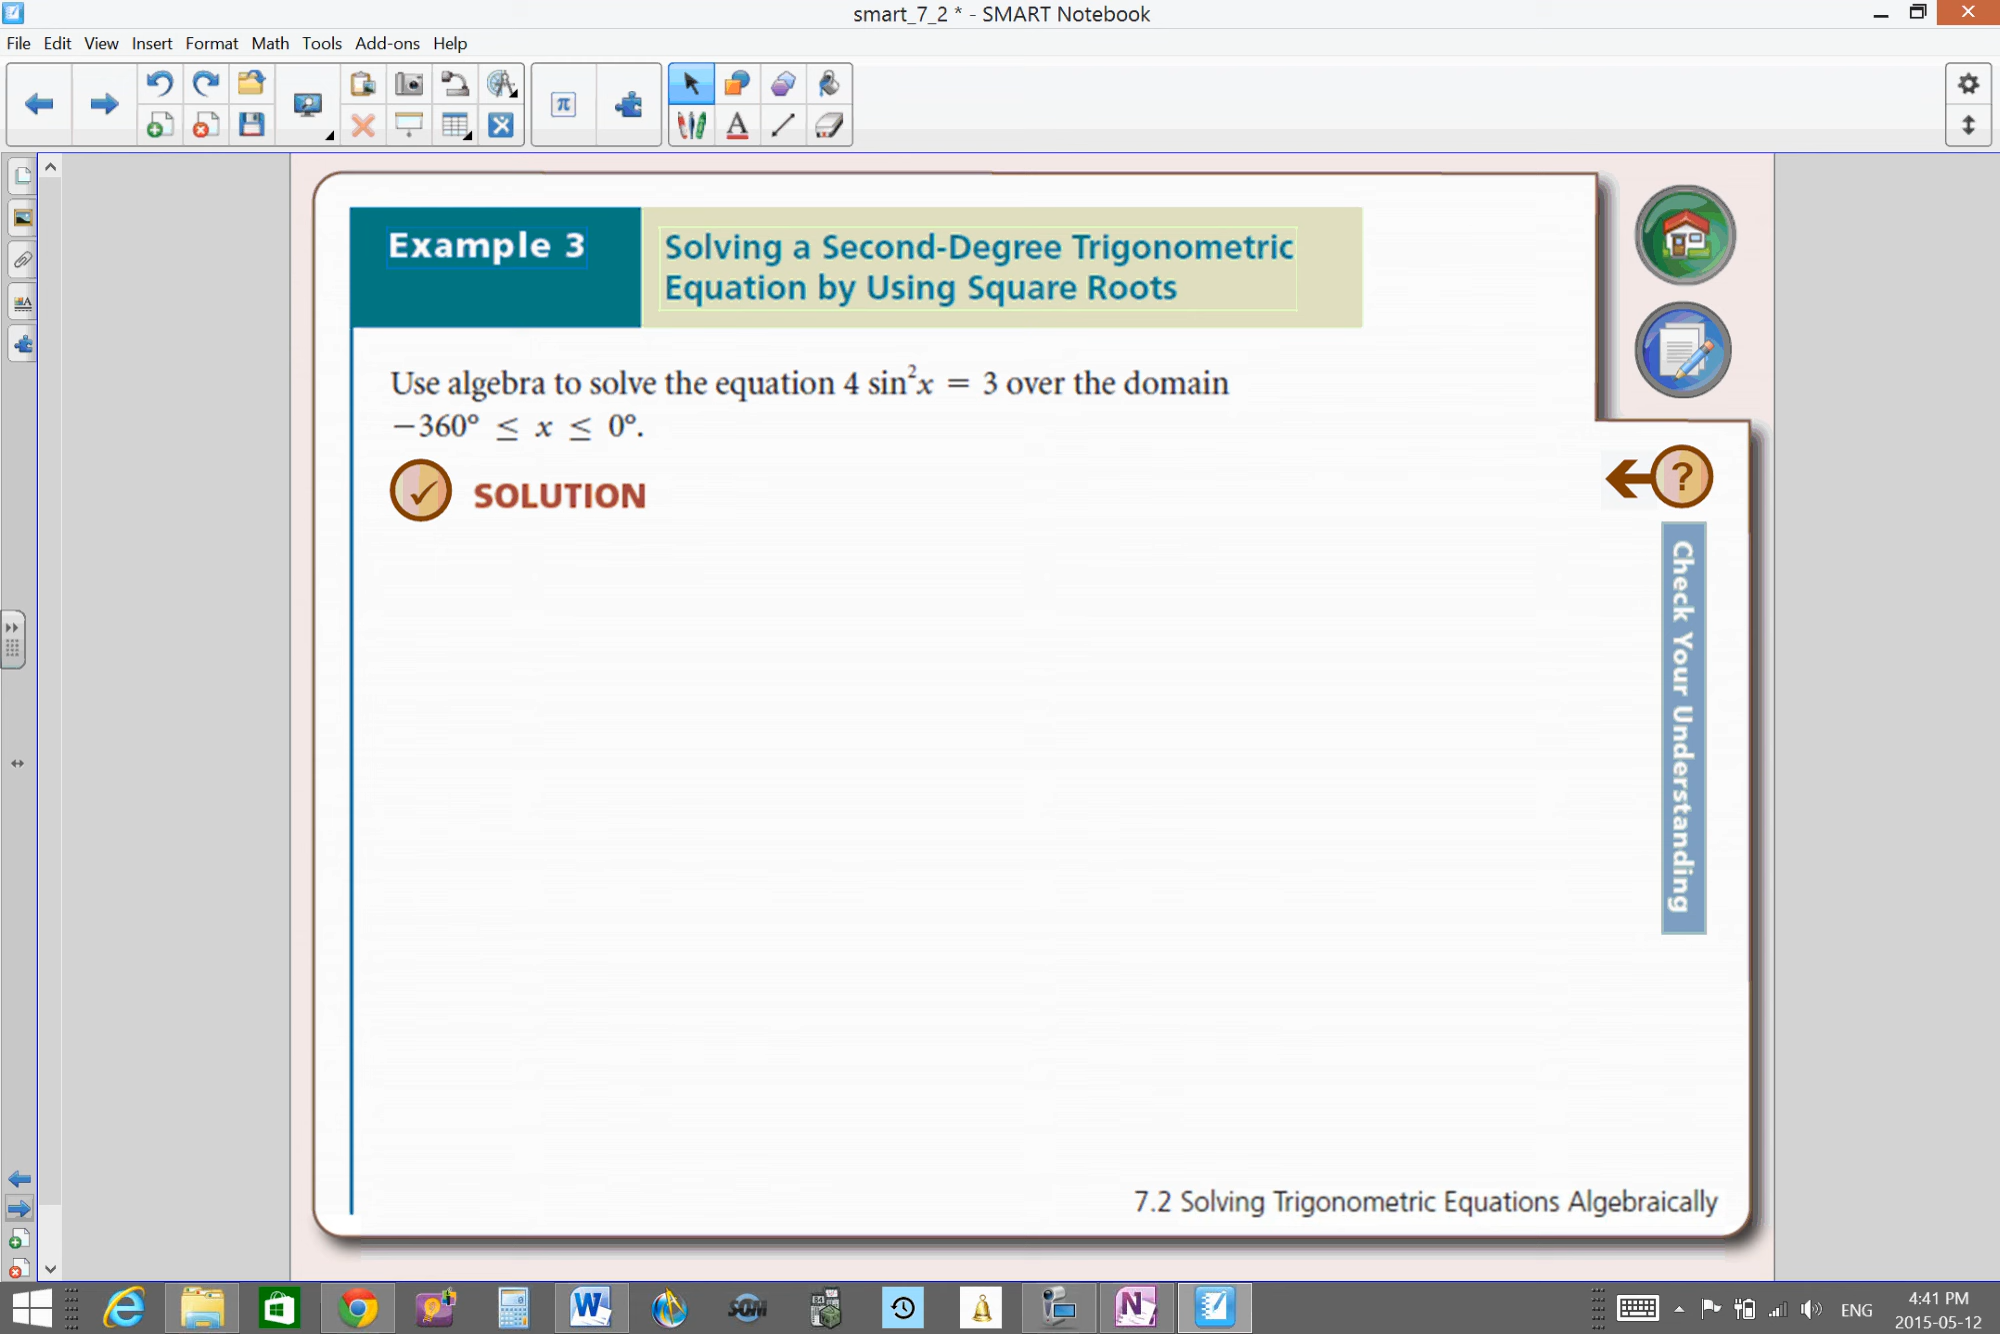 smart_7_2 * - SMART Notebook
File Edit View Insert Format Math Tools Add-ons Help
Example 3
Solving a Second-Degree Trigonometric
Equation by Using Square Roots
Use algebra to solve the equation 4 sin²x = 3 over the domain
−360° ≤ x ≤ 0°.
SOLUTION
?
Check Your Understanding
7.2 Solving Trigonometric Equations Algebraically
ENG
4:41 PM
2015-05-12